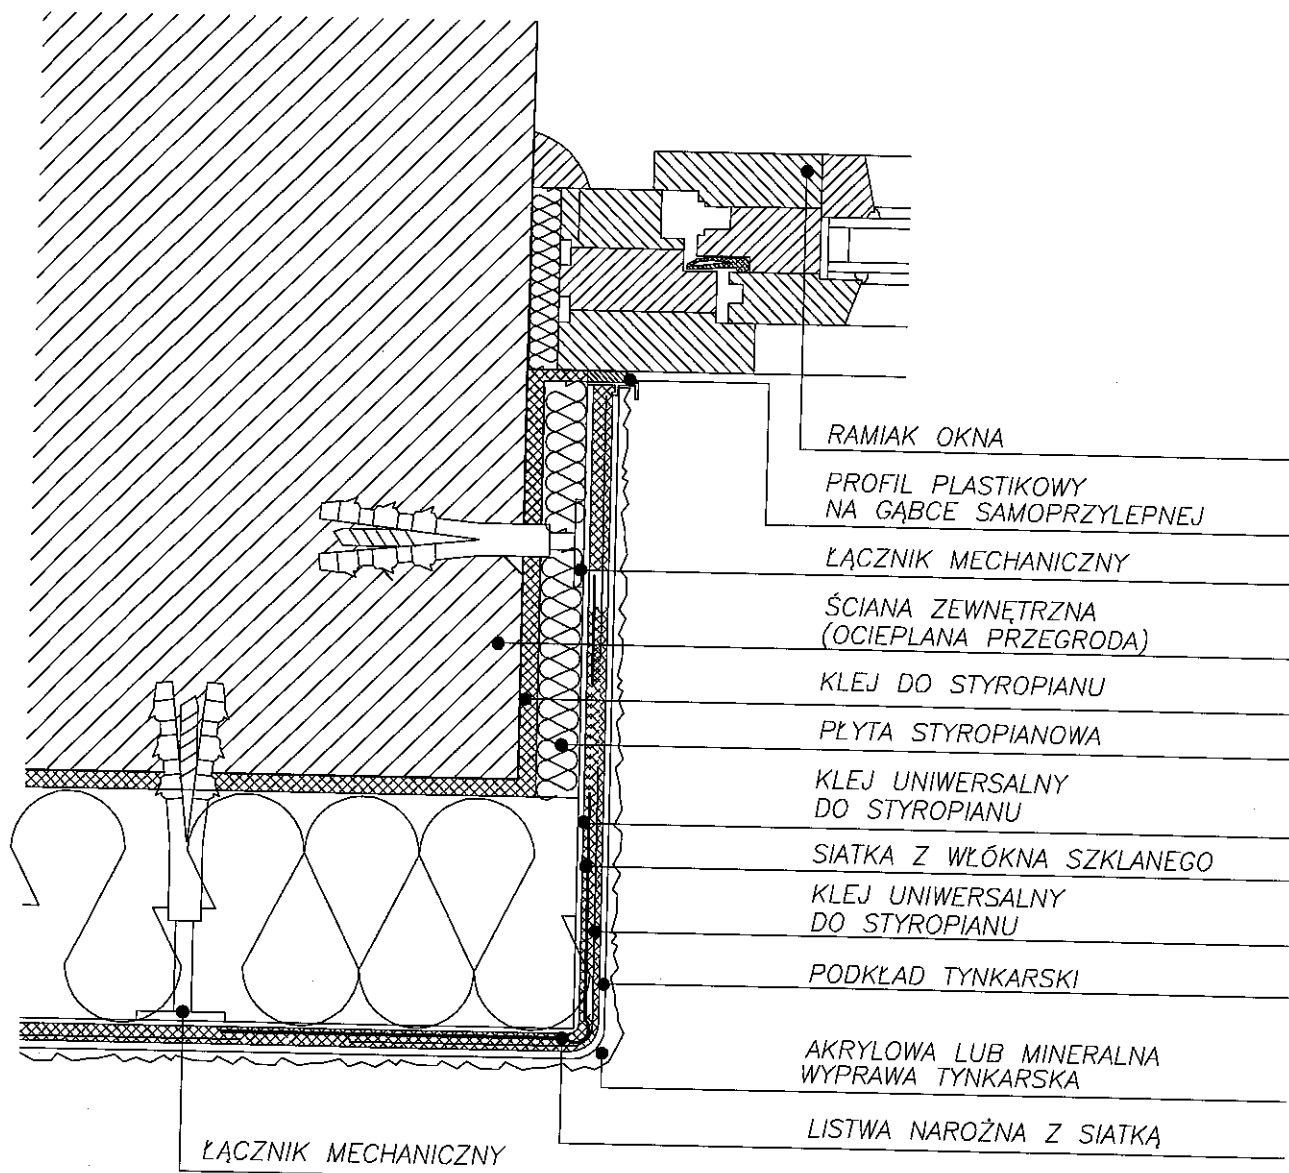 RAMIAK OKNA
PROFIL PLASTIKOWY
NA GĄBCE SAMOPRZYLEPNEJ
ŁĄCZNIK MECHANICZNY
ŚCIANA ZEWNĘTRZNA
(OCIEPLANA PRZEGRODA)
KLEJ DO STYROPIANU
PŁYTA STYROPIANOWA
KLEJ UNIWERSALNY
DO STYROPIANU
SIATKA Z WŁÓKNA SZKLANEGO
KLEJ UNIWERSALNY
DO STYROPIANU
PODKŁAD TYNKARSKI
AKRYLOWA LUB MINERALNA
WYPRAWA TYNKARSKA
LISTWA NAROŻNA Z SIATKĄ
ŁĄCZNIK MECHANICZNY